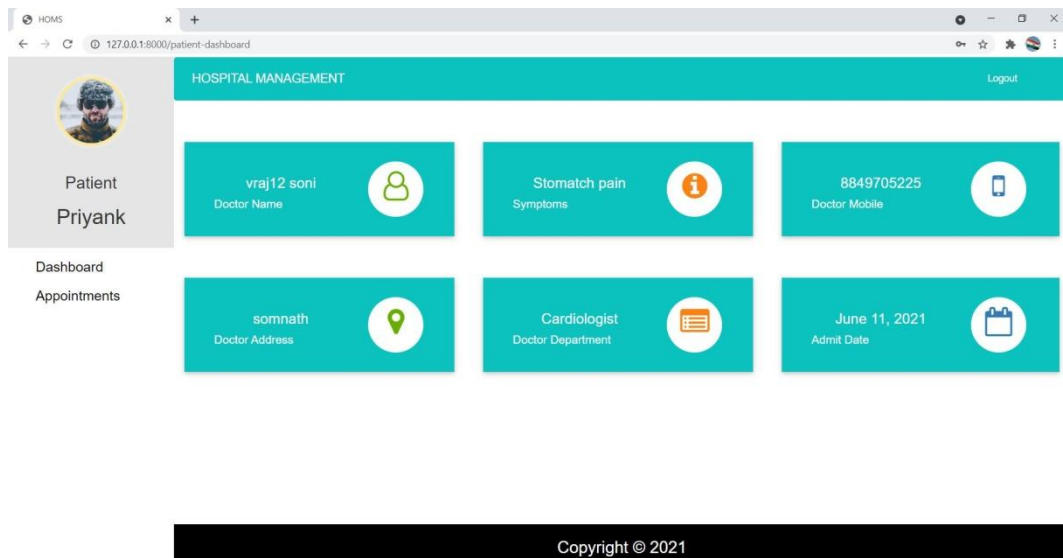 HOMS
127.0.0.1:8000/patient-dashboard
HOSPITAL MANAGEMENT
Logout
Patient
Priyank
Dashboard
Appointments
vraj12 soni
Doctor Name
Stomatch pain
Symptoms
8849705225
Doctor Mobile
somnath
Doctor Address
Cardiologist
Doctor Department
June 11, 2021
Admit Date
Copyright © 2021